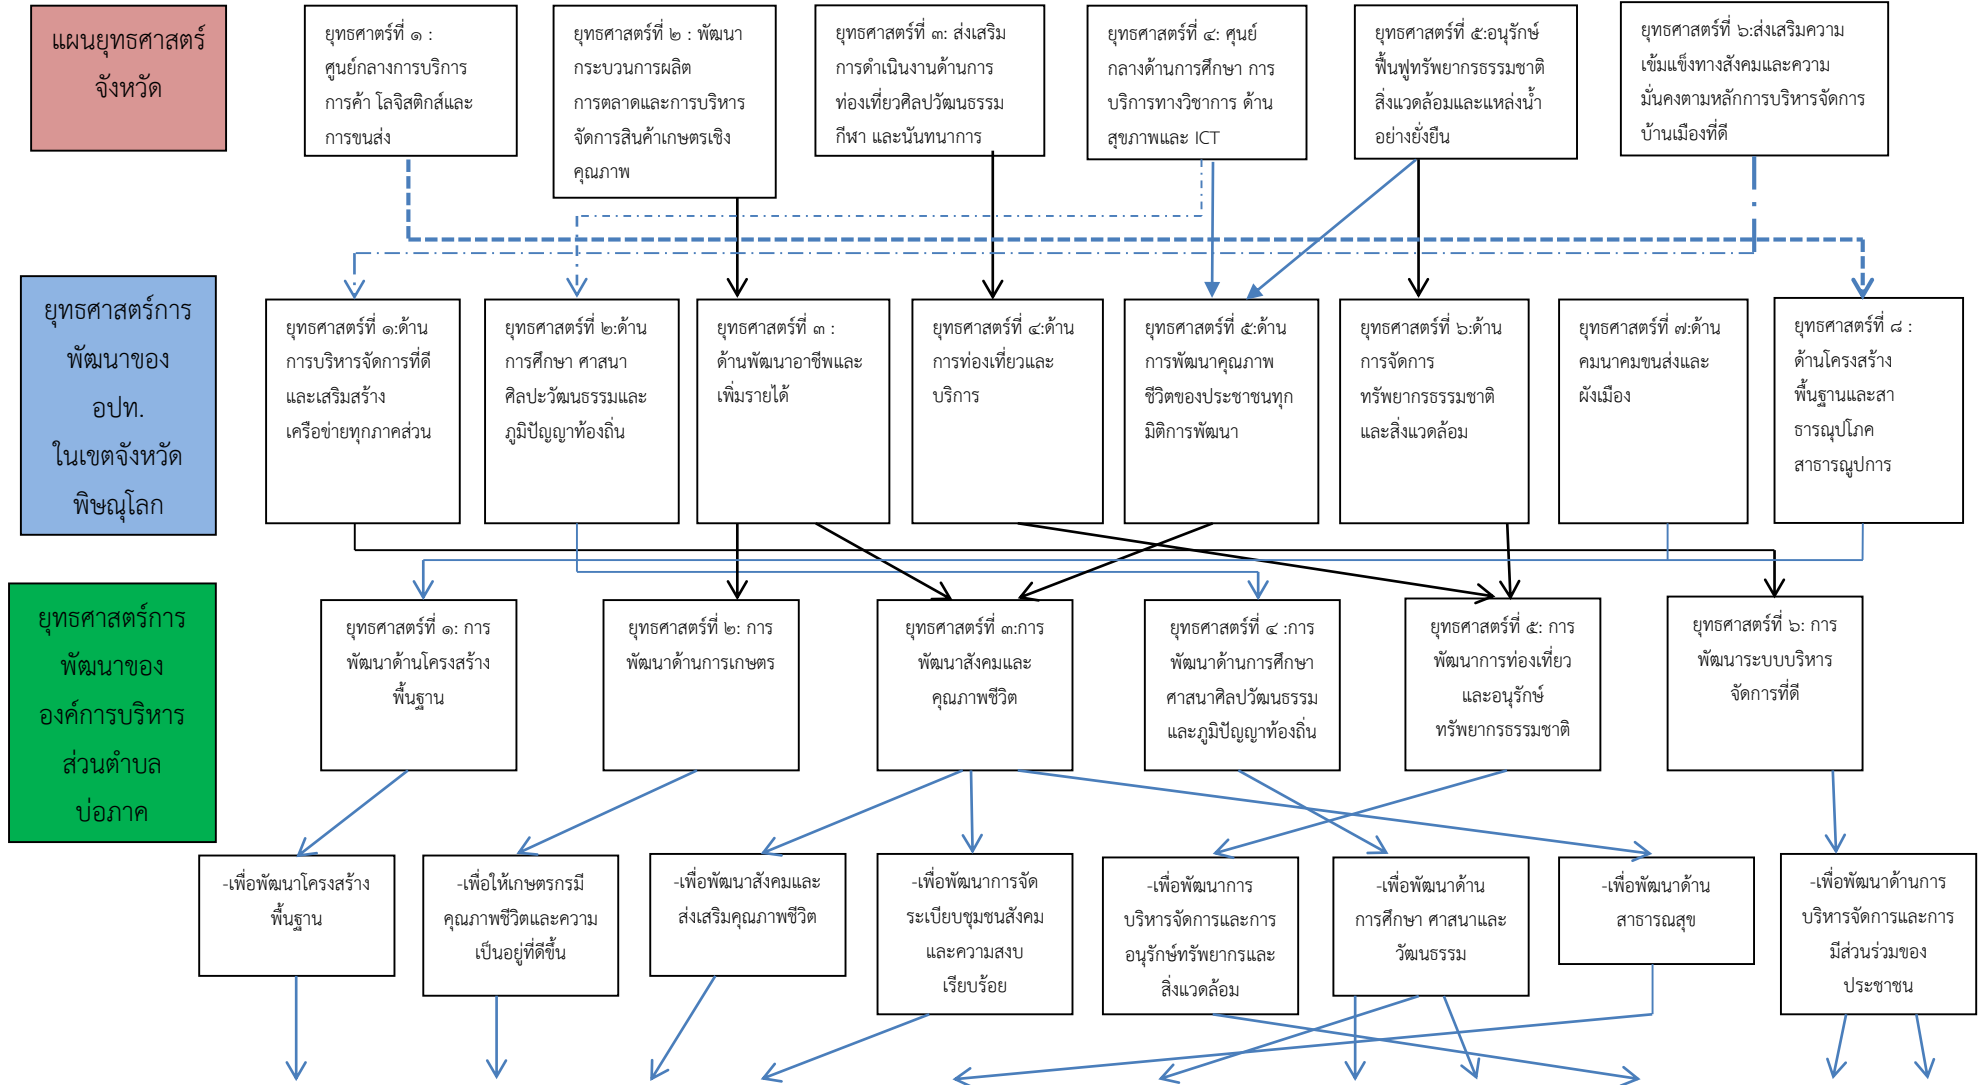 แผนยุทธศาสตร์
จังหวัด
ยุทธศาตร์ที่ ๑ :
ศูนย์กลางการบริการ
การค้า โลจิสติกส์และ
การขนส่ง
ยุทธศาสตร์ที่ ๒ : พัฒนา
กระบวนการผลิต
การตลาดและการบริหาร
จัดการสินค้าเกษตรเชิง
คุณภาพ
ยุทธศาสตร์ที่ ๓: ส่งเสริม
การดำเนินงานด้านการ
ท่องเที่ยวศิลปวัฒนธรรม
กีฬา และนันทนาการ
ยุทธศาสตร์ที่ ๔: ศูนย์
กลางด้านการศึกษา การ
บริการทางวิชาการ ด้าน
สุขภาพและ ICT
ยุทธศาสตร์ที่ ๕:อนุรักษ์
ฟื้นฟูทรัพยากรธรรมชาติ
สิ่งแวดล้อมและแหล่งน้ำ
อย่างยั่งยืน
ยุทธศาสตร์ที่ ๖:ส่งเสริมความ
เข้มแข็งทางสังคมและความ
มั่นคงตามหลักการบริหารจัดการ
บ้านเมืองที่ดี
ยุทธศาสตร์การ
พัฒนาของ
อปท.
ในเขตจังหวัด
พิษณุโลก
ยุทธศาสตร์ที่ ๑:ด้าน
การบริหารจัดการที่ดี
และเสริมสร้าง
เครือข่ายทุกภาคส่วน
ยุทธศาสตร์ที่ ๒:ด้าน
การศึกษา ศาสนา
ศิลปะวัฒนธรรมและ
ภูมิปัญญาท้องถิ่น
ยุทธศาสตร์ที่ ๓ :
ด้านพัฒนาอาชีพและ
เพิ่มรายได้
ยุทธศาสตร์ที่ ๔:ด้าน
การท่องเที่ยวและ
บริการ
ยุทธศาสตร์ที่ ๕:ด้าน
การพัฒนาคุณภาพ
ชีวิตของประชาชนทุก
มิติการพัฒนา
ยุทธศาสตร์ที่ ๖:ด้าน
การจัดการ
ทรัพยากรธรรมชาติ
และสิ่งแวดล้อม
ยุทธศาสตร์ที่ ๗:ด้าน
คมนาคมขนส่งและ
ผังเมือง
ยุทธศาสตร์ที่ ๘ :
ด้านโครงสร้าง
พื้นฐานและสา
ธารณุปโภค
สาธารณูปการ
ยุทธศาสตร์การ
พัฒนาของ
องค์การบริหาร
ส่วนตำบล
บ่อภาค
ยุทธศาสตร์ที่ ๑: การ
พัฒนาด้านโครงสร้าง
พื้นฐาน
ยุทธศาสตร์ที่ ๒: การ
พัฒนาด้านการเกษตร
ยุทธศาสตร์ที่ ๓:การ
พัฒนาสังคมและ
คุณภาพชีวิต
ยุทธศาสตร์ที่ ๔ :การ
พัฒนาด้านการศึกษา
ศาสนาศิลปวัฒนธรรม
และภูมิปัญญาท้องถิ่น
ยุทธศาสตร์ที่ ๕: การ
พัฒนาการท่องเที่ยว
และอนุรักษ์
ทรัพยากรธรรมชาติ
ยุทธศาสตร์ที่ ๖: การ
พัฒนาระบบบริหาร
จัดการที่ดี
-เพื่อพัฒนาโครงสร้าง
พื้นฐาน
-เพื่อให้เกษตรกรมี
คุณภาพชีวิตและความ
เป็นอยู่ที่ดีขึ้น
-เพื่อพัฒนาสังคมและ
ส่งเสริมคุณภาพชีวิต
-เพื่อพัฒนาการจัด
ระเบียบชุมชนสังคม
และความสงบ
เรียบร้อย
-เพื่อพัฒนาการ
บริหารจัดการและการ
อนุรักษ์ทรัพยากรและ
สิ่งแวดล้อม
-เพื่อพัฒนาด้าน
การศึกษา ศาสนาและ
วัฒนธรรม
-เพื่อพัฒนาด้าน
สาธารณสุข
-เพื่อพัฒนาด้านการ
บริหารจัดการและการ
มีส่วนร่วมของ
ประชาชน